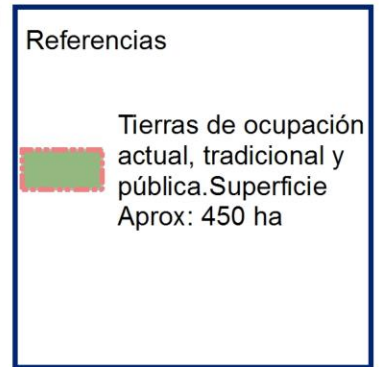 Referencias
Tierras de ocupación
actual, tradicional y
pública.Superficie
Aprox: 450 ha